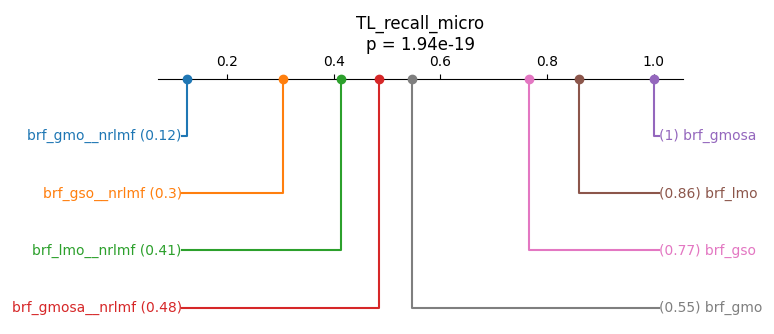 TL_recall_micro
p = 1.94e-19
0.2 0.4 0.6 0.8 1.0
brf_gmo__nrlmf (0.12) (1) brf_gmosa
brf_gso__nrlmf (0.3) (0.86) brf_lmo
brf_lmo__nrlmf (0.41) (0.77) brf_gso
brf_gmosa__nrlmf (0.48) (0.55) brf_gmo